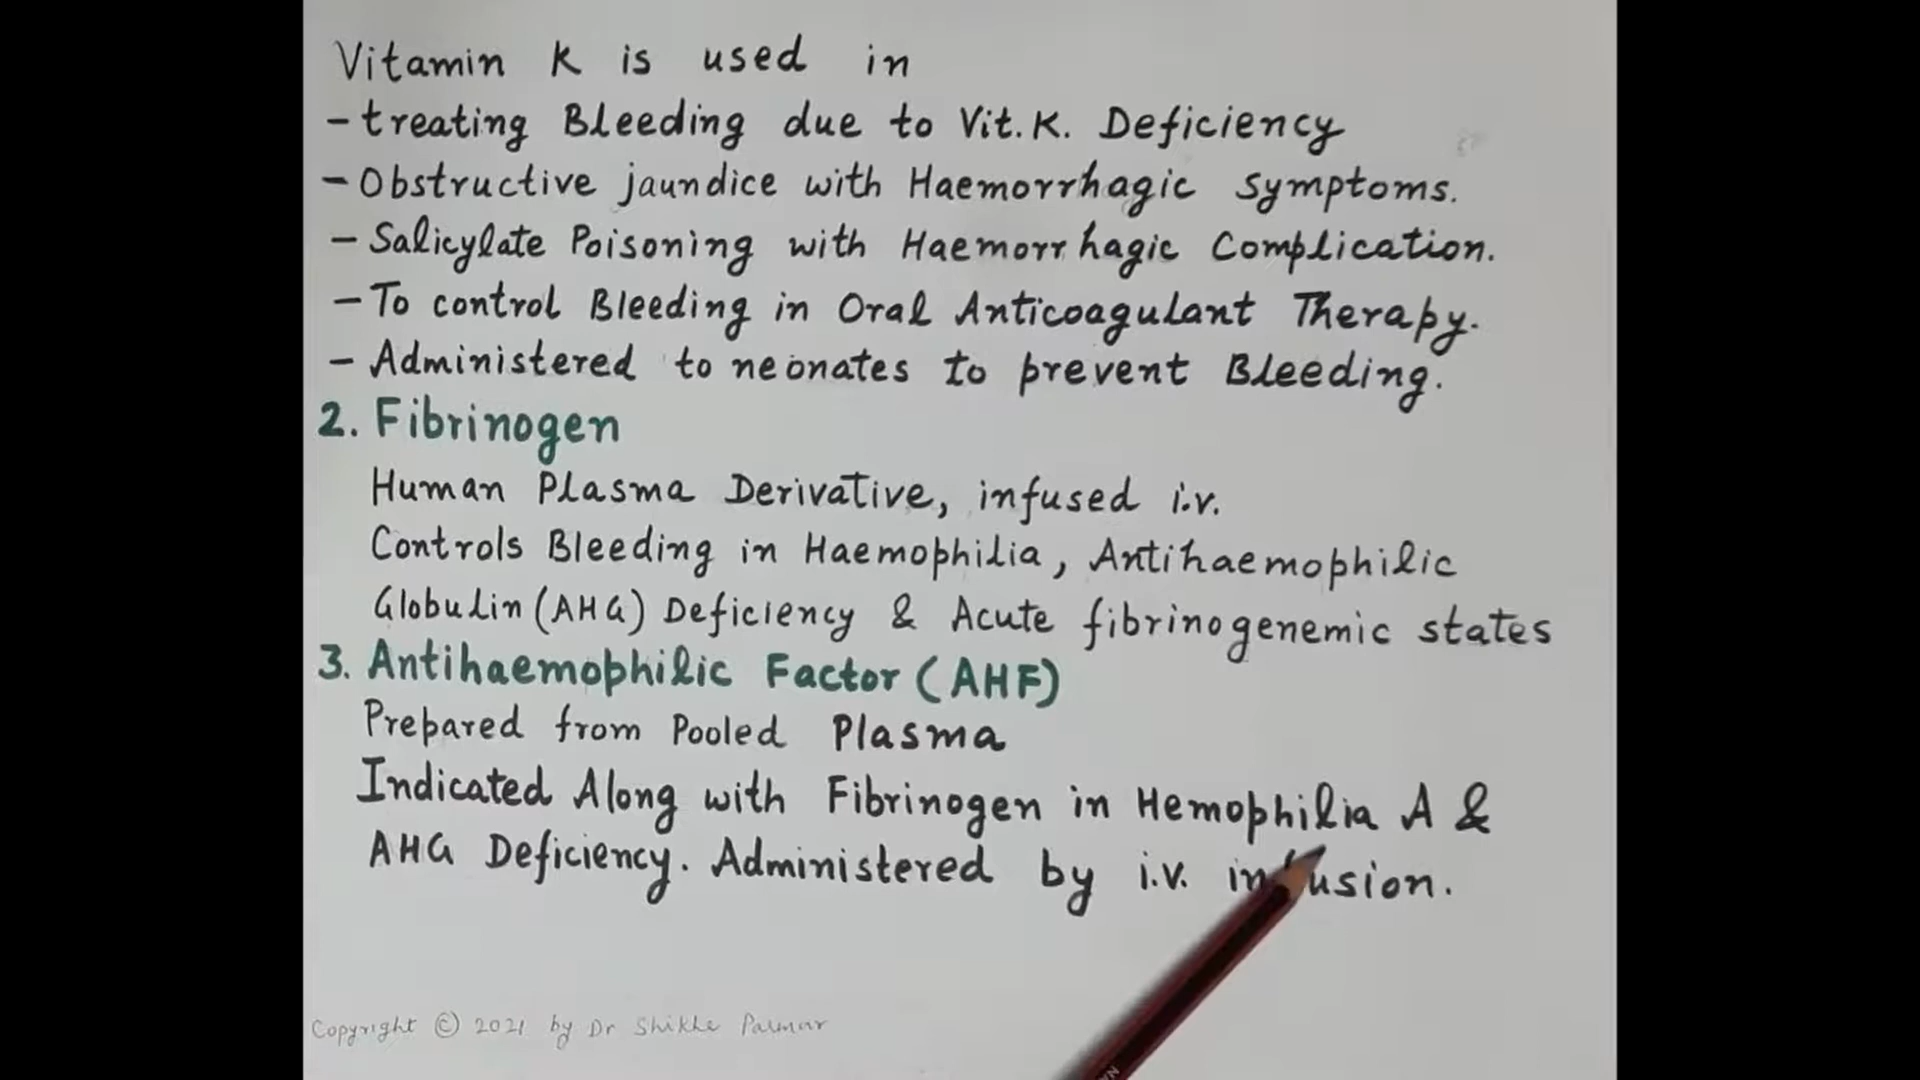 Vitamin K is used in
- treating Bleeding due to Vit. K. Deficiency
- Obstructive jaundice with Haemorrhagic Symptoms.
- Salicylate Poisoning with Haemorrhagic Complication.
- To control Bleeding in Oral Anticoagulant Therapy.
- Administered to neonates to prevent Bleeding.
2. Fibrinogen
Human Plasma Derivative, infused i.v.
Controls Bleeding in Haemophilia, Antihaemophilic
Globulin (AHG) Deficiency & Acute fibrinogenemic states
3. Antihaemophilic Factor (AHF)
Prepared from Pooled Plasma
Indicated Along with Fibrinogen in Hemophilia A &
AHG Deficiency. Administered by i.v. infusion.
Copyright © 2021 by Dr Shikha Parmar